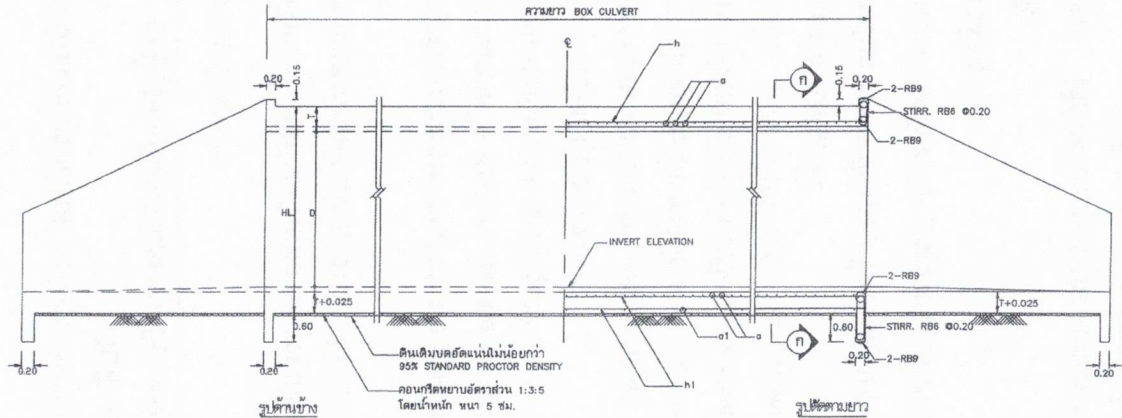 ความยาว BOX CULVERT
℄
h
a
ก
0.20
0.15
0.15
0.20
2-RB9
STIRR. RB6 @0.20
2-RB9
T
HL
D
INVERT ELEVATION
2-RB9
T+0.025
T+0.025
0.60
a1
a
0.60
STIRR. RB6 @0.20
ก
2-RB9
0.20
0.20
0.20
0.20
h1
ดินเดิมบดอัดแน่นไม่น้อยกว่า
95% STANDARD PROCTOR DENSITY
คอนกรีตหยาบอัตราส่วน 1:3:5
โดยน้ำหนัก หนา 5 ซม.
รูปด้านข้าง
รูปตัดตามยาว